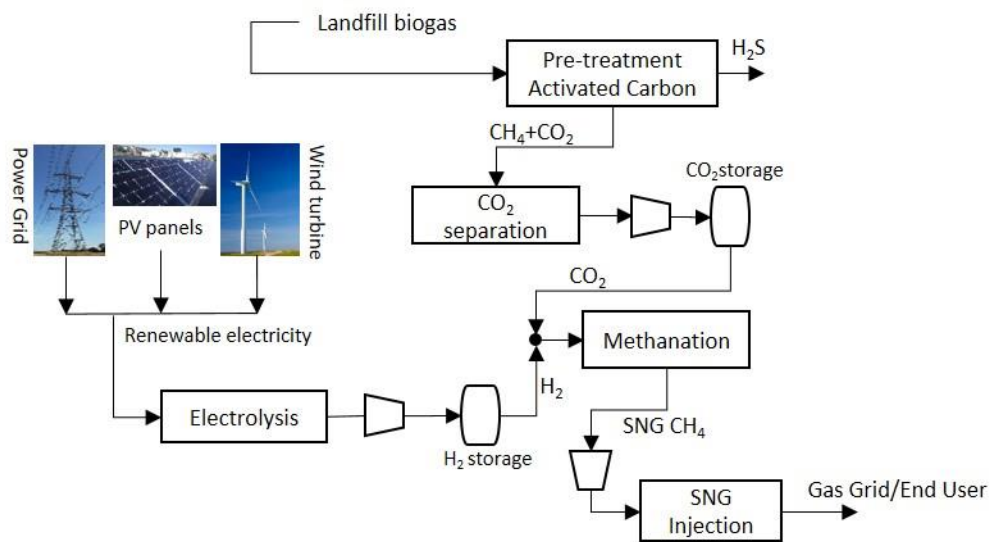 Landfill biogas
Pre-treatment
Activated Carbon
H₂S
CH₄+CO₂
CO₂
separation
CO₂storage
Power Grid
PV panels
Wind turbine
Renewable electricity
CO₂
Methanation
H₂
Electrolysis
H₂ storage
SNG CH₄
SNG
Injection
Gas Grid/End User